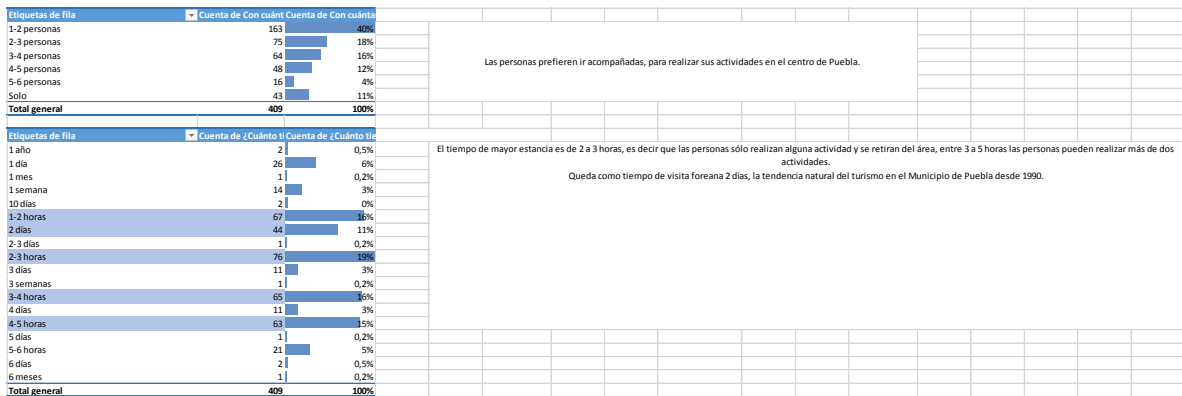 Etiquetas de fila Cuenta de Con cuánt Cuenta de Con cuánta
1-2 personas 163 40%
2-3 personas 75 18%
3-4 personas 64 16%
4-5 personas 48 12%
5-6 personas 16 4%
Solo 43 11%
Total general 409 100%
Las personas prefieren ir acompañadas, para realizar sus actividades en el centro de Puebla.
Etiquetas de fila Cuenta de ¿Cuánto ti Cuenta de ¿Cuánto tie
1 año 2 0,5%
1 día 26 6%
1 mes 1 0,2%
1 semana 14 3%
10 días 2 0%
1-2 horas 67 16%
2 días 44 11%
2-3 días 1 0,2%
2-3 horas 76 19%
3 días 11 3%
3 semanas 1 0,2%
3-4 horas 65 16%
4 días 11 3%
4-5 horas 63 15%
5 días 1 0,2%
5-6 horas 21 5%
6 días 2 0,5%
6 meses 1 0,2%
Total general 409 100%
El tiempo de mayor estancia es de 2 a 3 horas, es decir que las personas sólo realizan alguna actividad y se retiran del área, entre 3 a 5 horas las personas pueden realizar más de dos
actividades.
Queda como tiempo de visita foreana 2 días, la tendencia natural del turismo en el Municipio de Puebla desde 1990.